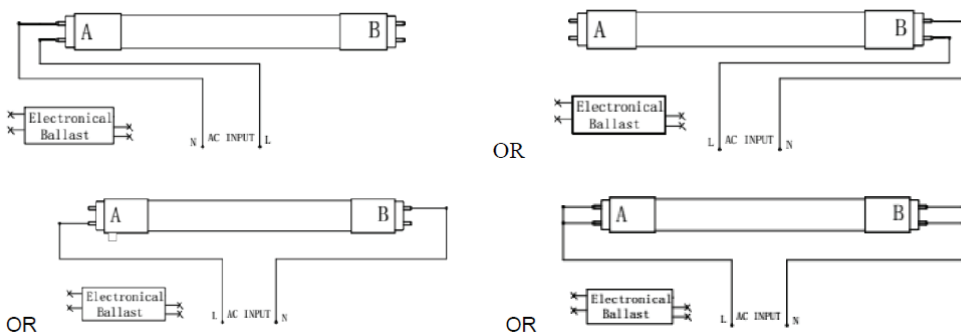 A B
Electronical
Ballast
N AC INPUT L
OR
A B
Electronical
Ballast
L AC INPUT N
OR
A B
Electronical
Ballast
L AC INPUT N
OR
A B
Electronical
Ballast
L AC INPUT N